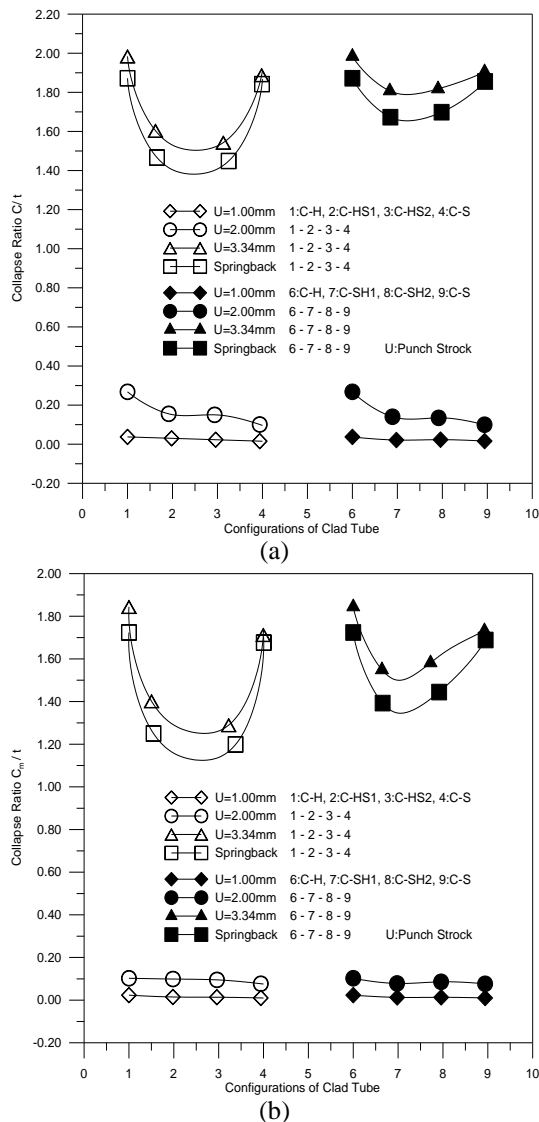 2.20
2.00
1.80
1.60
1.40
1.20
1.00
0.80
0.60
0.40
0.20
0.00
-0.20
Collapse Ratio C/ t
U=1.00mm 1:C-H, 2:C-HS1, 3:C-HS2, 4:C-S
U=2.00mm 1 - 2 - 3 - 4
U=3.34mm 1 - 2 - 3 - 4
Springback 1 - 2 - 3 - 4
U=1.00mm 6:C-H, 7:C-SH1, 8:C-SH2, 9:C-S
U=2.00mm 6 - 7 - 8 - 9
U=3.34mm 6 - 7 - 8 - 9
Springback 6 - 7 - 8 - 9 U:Punch Strock
0 1 2 3 4 5 6 7 8 9 10
Configurations of Clad Tube
(a)
2.00
1.80
1.60
1.40
1.20
1.00
0.80
0.60
0.40
0.20
0.00
-0.20
Collapse Ratio Cm / t
U=1.00mm 1:C-H, 2:C-HS1, 3:C-HS2, 4:C-S
U=2.00mm 1 - 2 - 3 - 4
U=3.34mm 1 - 2 - 3 - 4
Springback 1 - 2 - 3 - 4
U=1.00mm 6:C-H, 7:C-SH1, 8:C-SH2, 9:C-S
U=2.00mm 6 - 7 - 8 - 9
U=3.34mm 6 - 7 - 8 - 9
Springback 6 - 7 - 8 - 9 U:Punch Strock
0 1 2 3 4 5 6 7 8 9 10
Configurations of Clad Tube
(b)